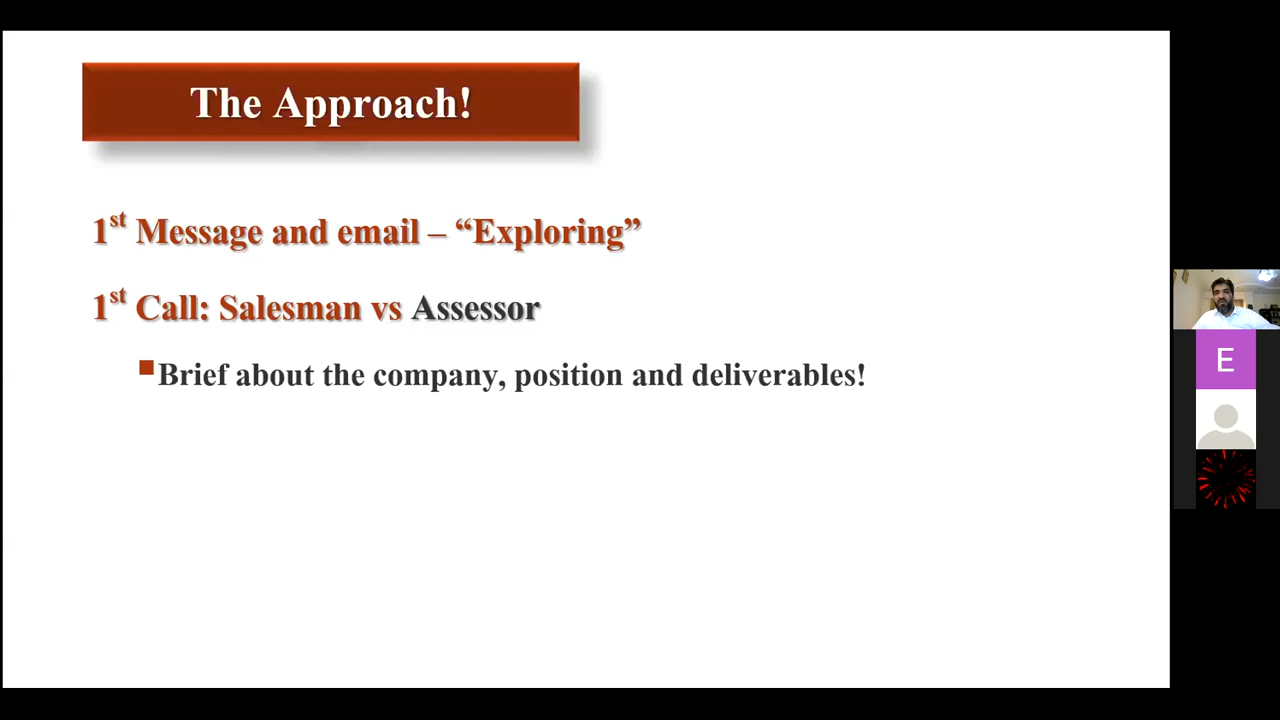 The Approach!
1st Message and email – “Exploring”
1st Call: Salesman vs Assessor
Brief about the company, position and deliverables!
E